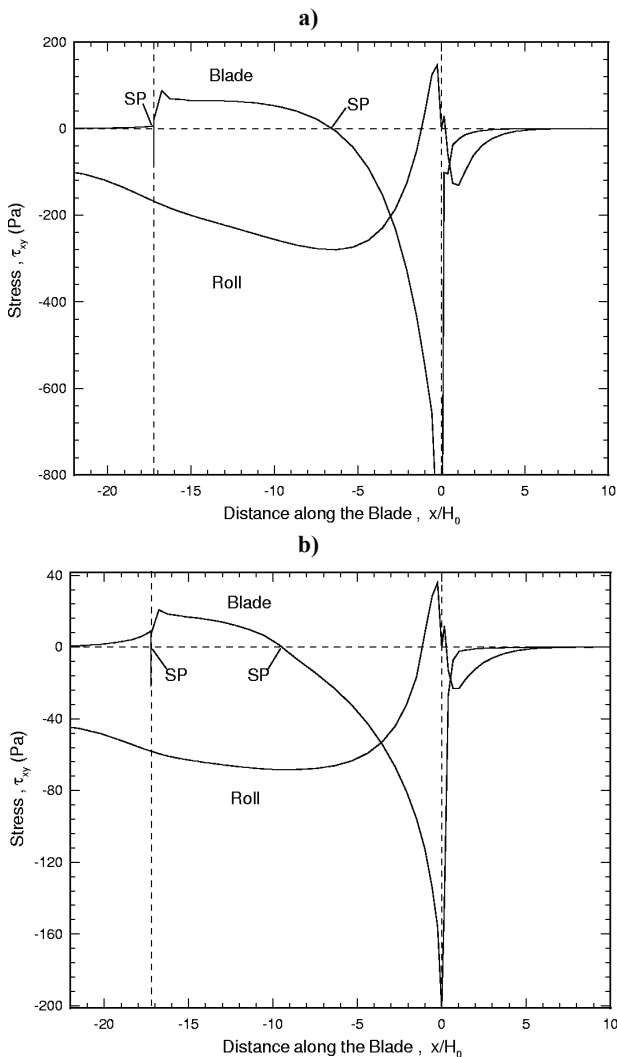 a)
200
0
-200
-400
-600
-800
Stress , τxy (Pa)
Blade
SP
SP
Roll
-20
-15
-10
-5
0
5
10
Distance along the Blade , x/H0
b)
40
0
-40
-80
-120
-160
-200
Stress , τxy (Pa)
Blade
SP
SP
Roll
-20
-15
-10
-5
0
5
10
Distance along the Blade , x/H0